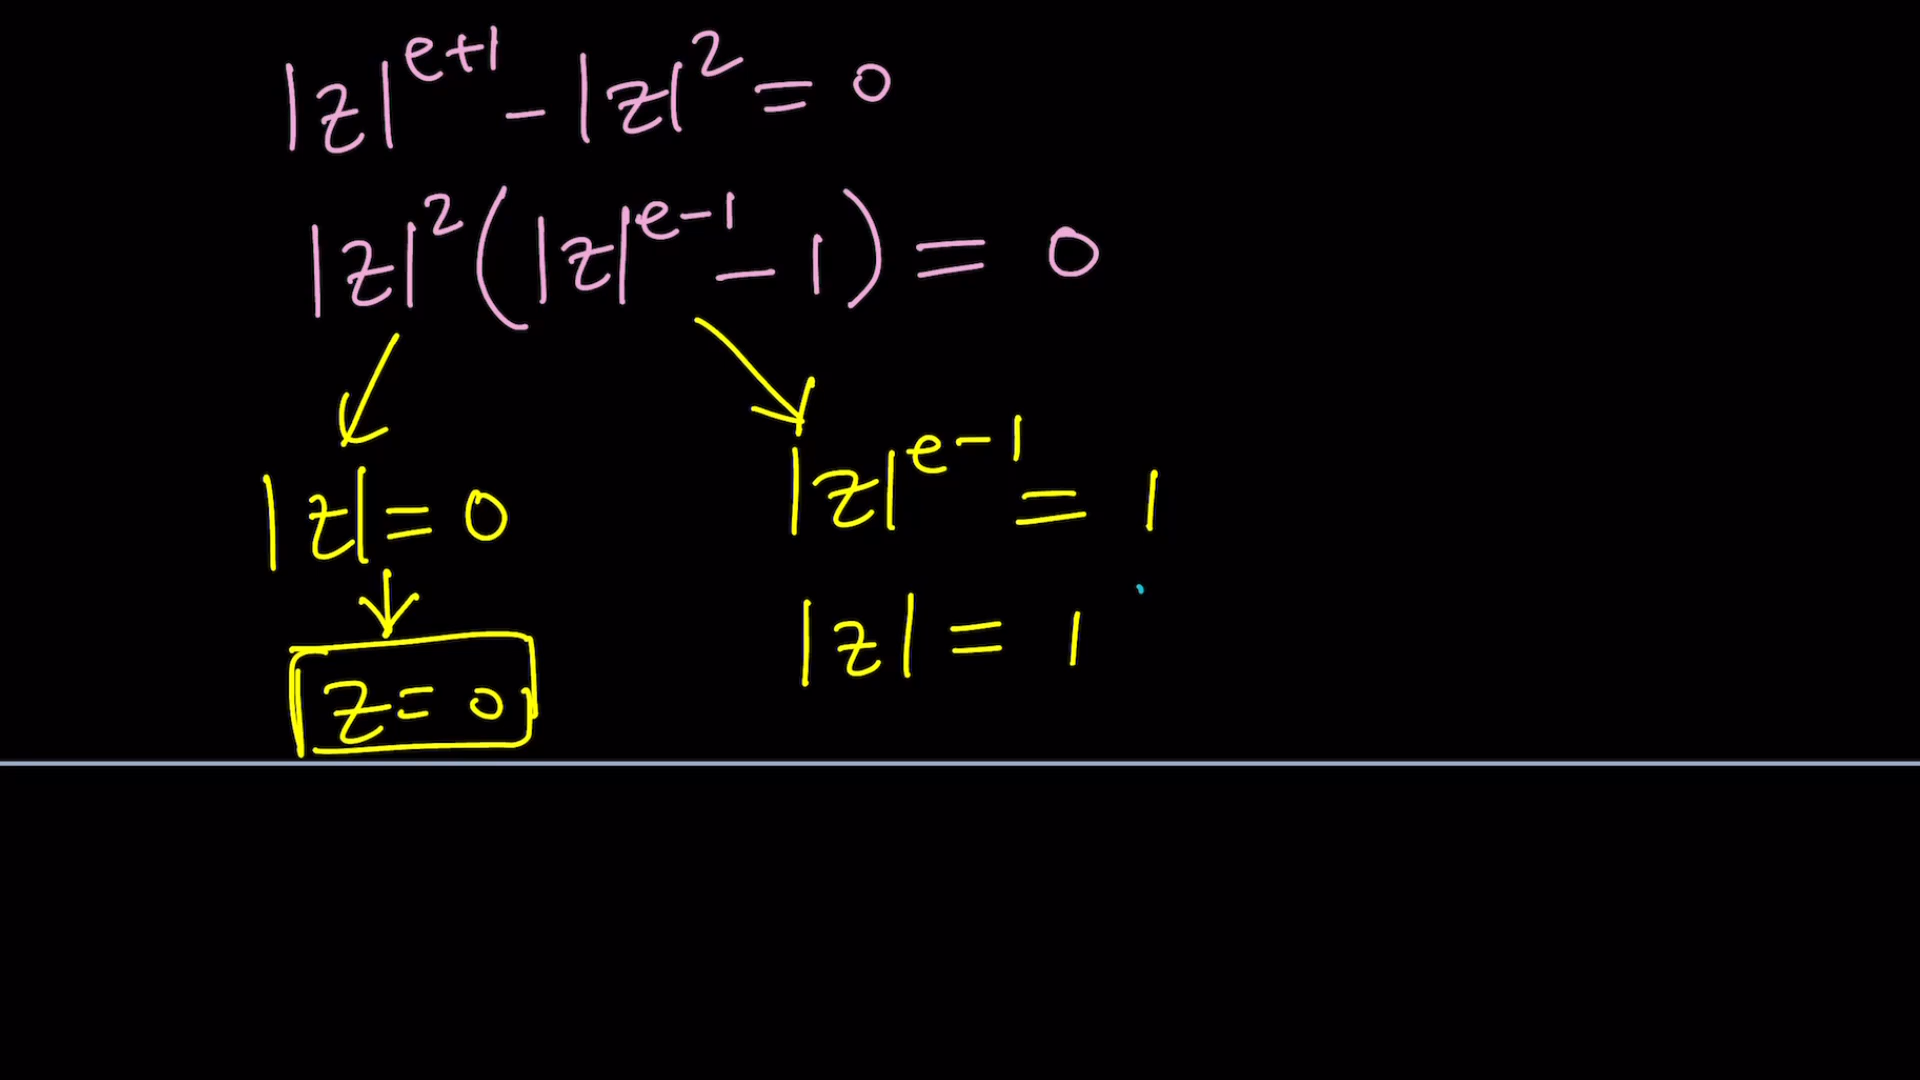 |z|^{e+1} - |z|^2 = 0
|z|^2 (|z|^{e-1} - 1) = 0
|z|^{e-1} = 1
|z| = 0
|z| = 1
z = 0